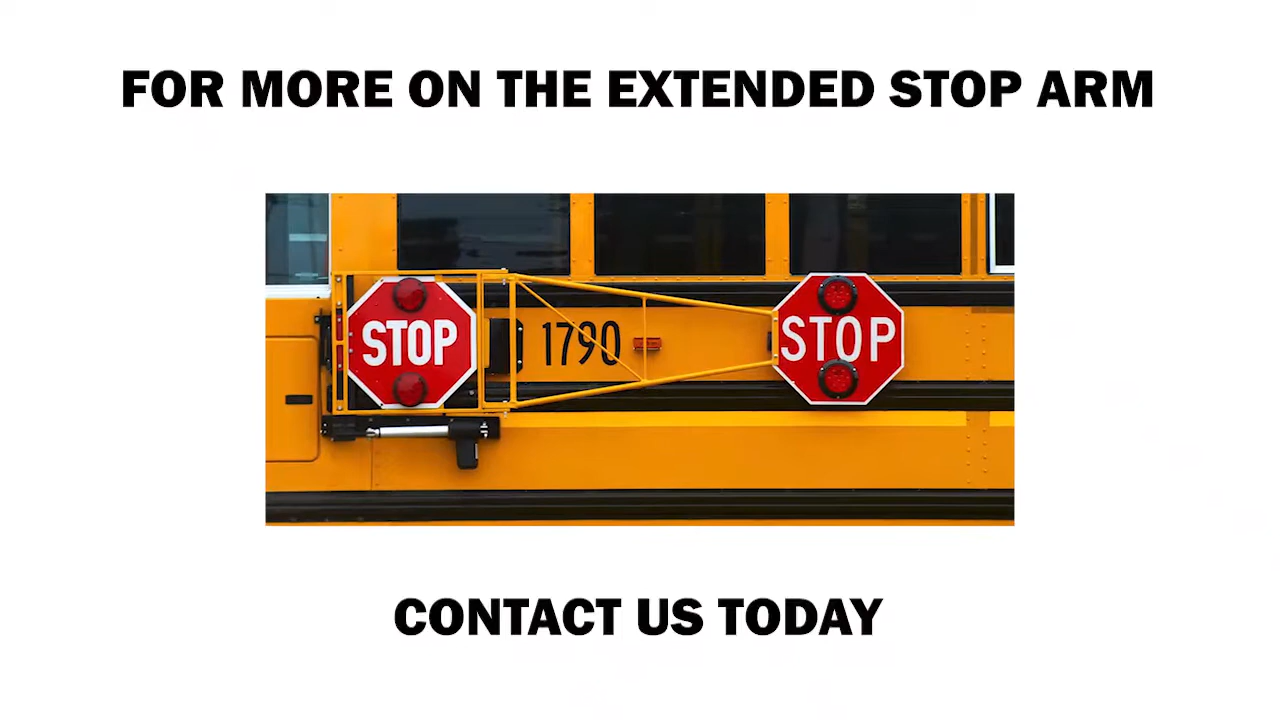 FOR MORE ON THE EXTENDED STOP ARM
STOP
1790
STOP
CONTACT US TODAY